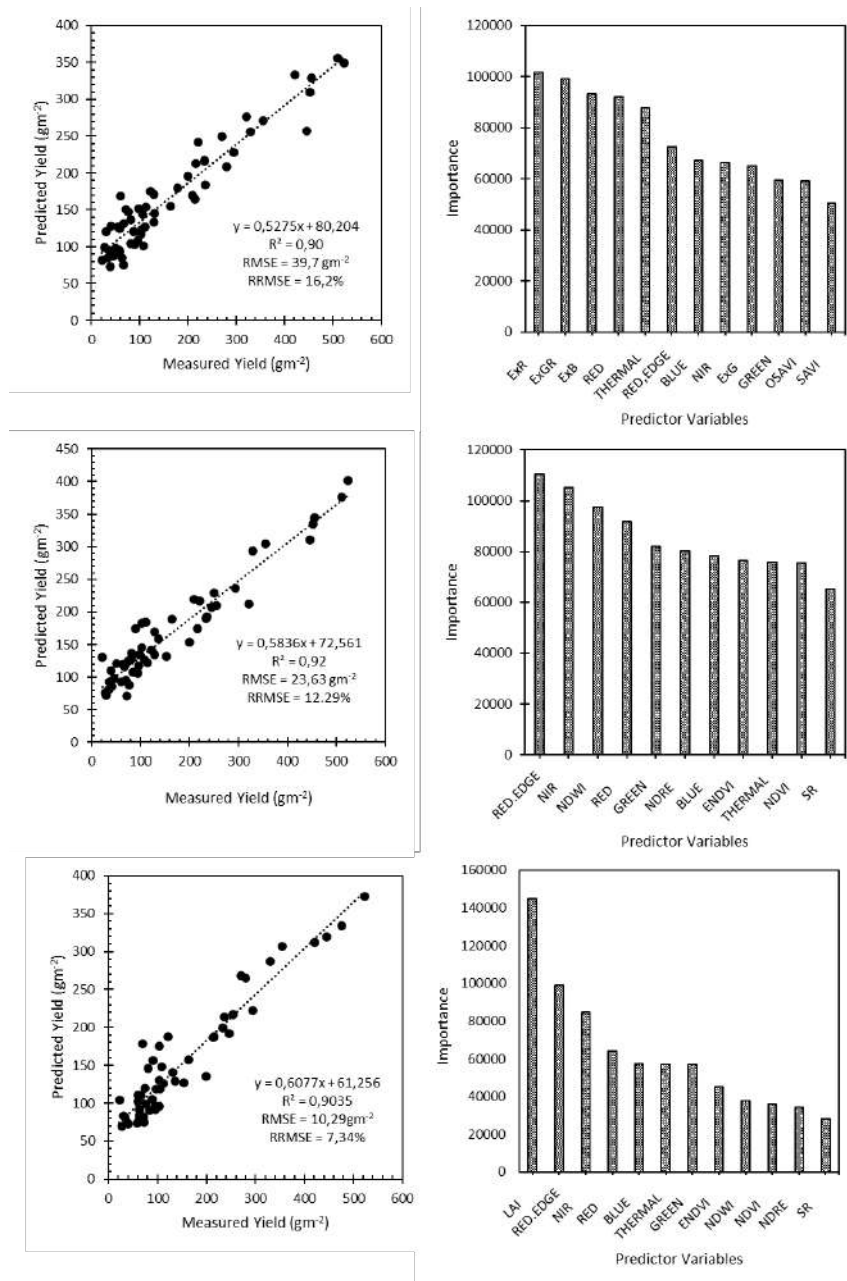 400
350
300
250
200
150
100
50
0
Predicted Yield (gm-2)
y = 0,5275x + 80,204
R² = 0,90
RMSE = 39,7 gm-2
RRMSE = 16,2%
0 100 200 300 400 500 600
Measured Yield (gm-2)
120000
100000
80000
60000
40000
20000
0
Importance
ExR
ExGR
ExB
RED
THERMAL
RED,EDGE
BLUE
NIR
ExG
GREEN
OSAVI
SAVI
Predictor Variables
450
400
350
300
250
200
150
100
50
0
Predicted Yield (gm-2)
y = 0,5836x + 72,561
R² = 0,92
RMSE = 23,63 gm-2
RRMSE = 12.29%
0 100 200 300 400 500 600
Measured Yield (gm-2)
120000
100000
80000
60000
40000
20000
0
Importance
RED.EDGE
NIR
NDWI
RED
GREEN
NDRE
BLUE
ENDVI
THERMAL
NDVI
SR
Predictor Variables
400
350
300
250
200
150
100
50
0
Predicted Yield (gm-2)
y = 0,6077x + 61,256
R² = 0,9035
RMSE = 10,29gm-2
RRMSE = 7,34%
0 100 200 300 400 500 600
Measured Yield (gm-2)
160000
140000
120000
100000
80000
60000
40000
20000
0
Importance
LAI
RED.EDGE
NIR
RED
BLUE
THERMAL
GREEN
ENDVI
NDWI
NDVI
NDRE
SR
Predictor Variables